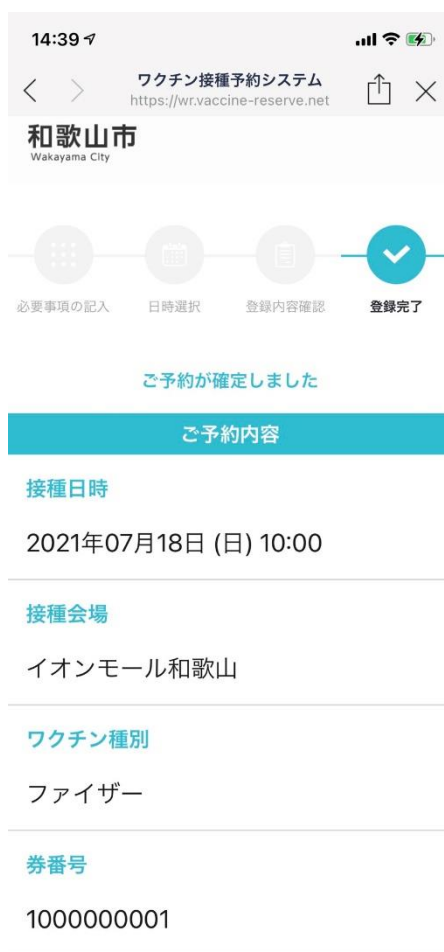 14:39
ワクチン接種予約システム
https://wr.vaccine-reserve.net
和歌山市
Wakayama City
必要事項の記入
日時選択
登録内容確認
登録完了
ご予約が確定しました
ご予約内容
接種日時
2021年07月18日 (日) 10:00
接種会場
イオンモール和歌山
ワクチン種別
ファイザー
券番号
1000000001